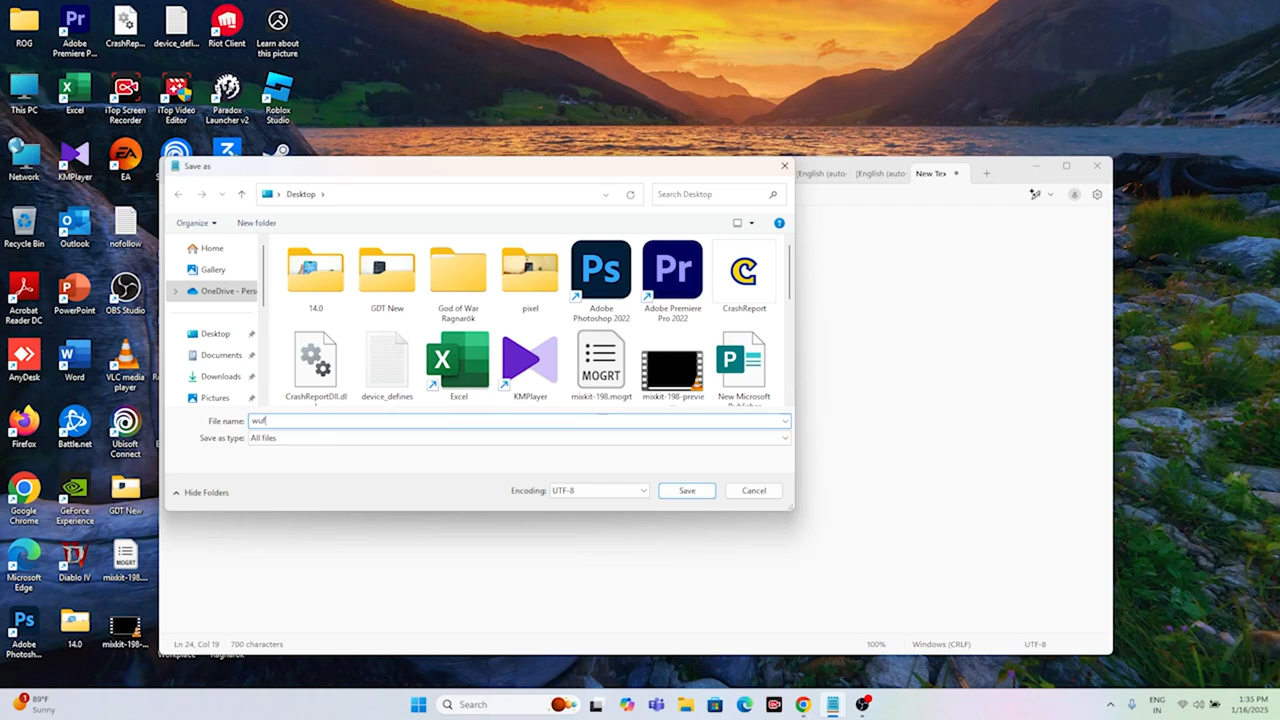 ROG
Adobe
Premiere P...
CrashRep...
device_defi...
Riot Client
Learn about
this picture
This PC
Excel
iTop Screen
Recorder
iTop Video
Editor
Paradox
Launcher v2
Roblox
Studio
Network
KMPlayer
EA
Recycle Bin
Outlook
nofollow
Acrobat
Reader DC
PowerPoint
OBS Studio
AnyDesk
Word
VLC media
player
Firefox
Battle.net
Ubisoft
Connect
Google
Chrome
GeForce
Experience
GDT New
Microsoft
Edge
Diablo IV
MOGRT
mixkit-198....
Adobe
Photosh...
14.0
mixkit-198-...
Save as
Desktop
Search Desktop
Organize
New folder
Home
Gallery
OneDrive - Pers
Desktop
Documents
Downloads
Pictures
14.0
GDT New
God of War
Ragnarök
pixel
Ps
Adobe
Photoshop 2022
Pr
Adobe Premiere
Pro 2022
CrashReport
CrashReportDll.dl
device_defines
Excel
KMPlayer
MOGRT
mixkit-198.mogrt
mixkit-198-previe
New Microsoft
Publisher
File name: wuf
Save as type: All files
Hide Folders
Encoding: UTF-8
Save
Cancel
[English (auto-
[English (auto-
New Tex
Ln 24, Col 19
700 characters
100%
Windows (CRLF)
UTF-8
89°F
Sunny
Search
ENG
IN
1:35 PM
1/16/2025